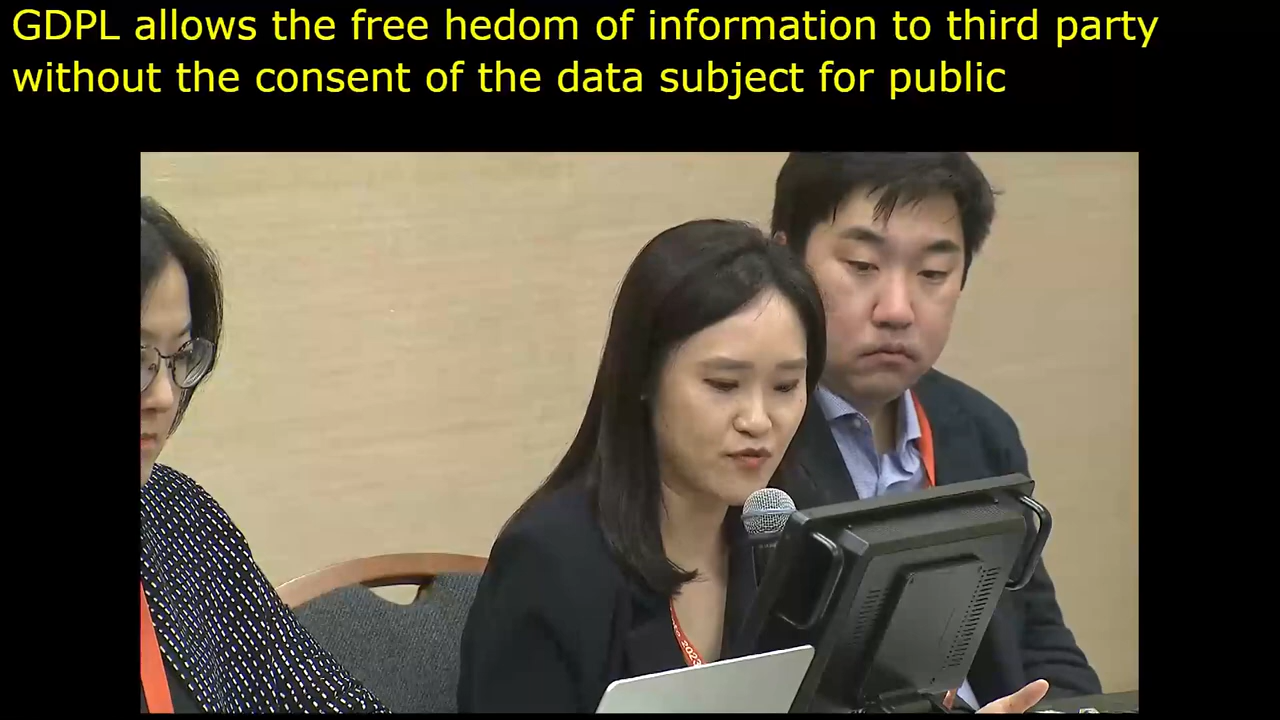 GDPL allows the free hedom of information to third party
without the consent of the data subject for public
2023